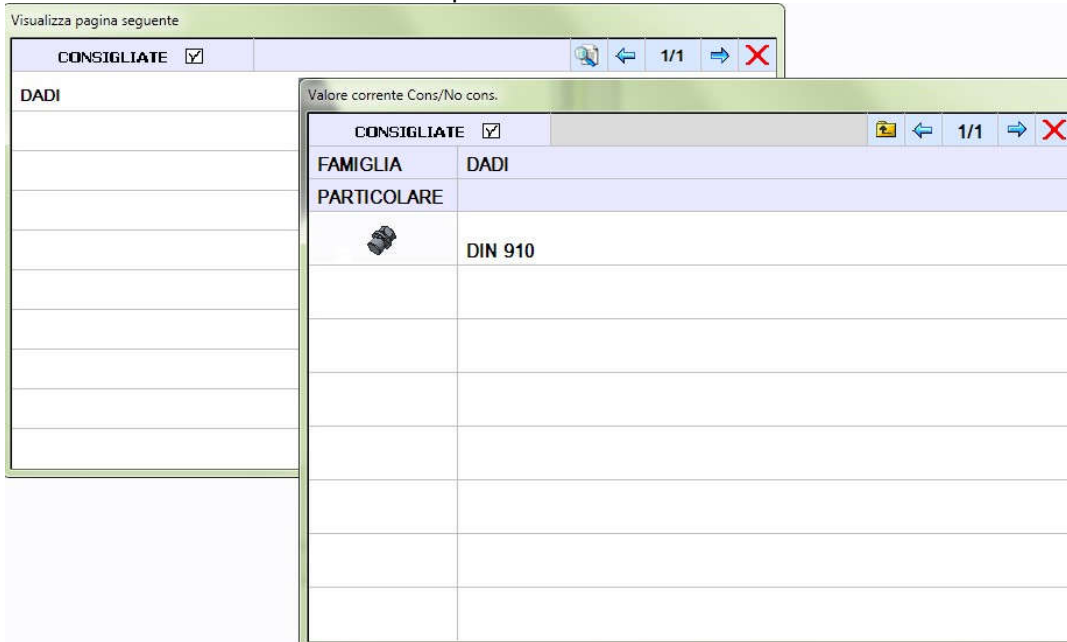 Visualizza pagina seguente
CONSIGLIATE 1/1
DADI
Valore corrente Cons/No cons.
CONSIGLIATE 1/1
FAMIGLIA DADI
PARTICOLARE
DIN 910